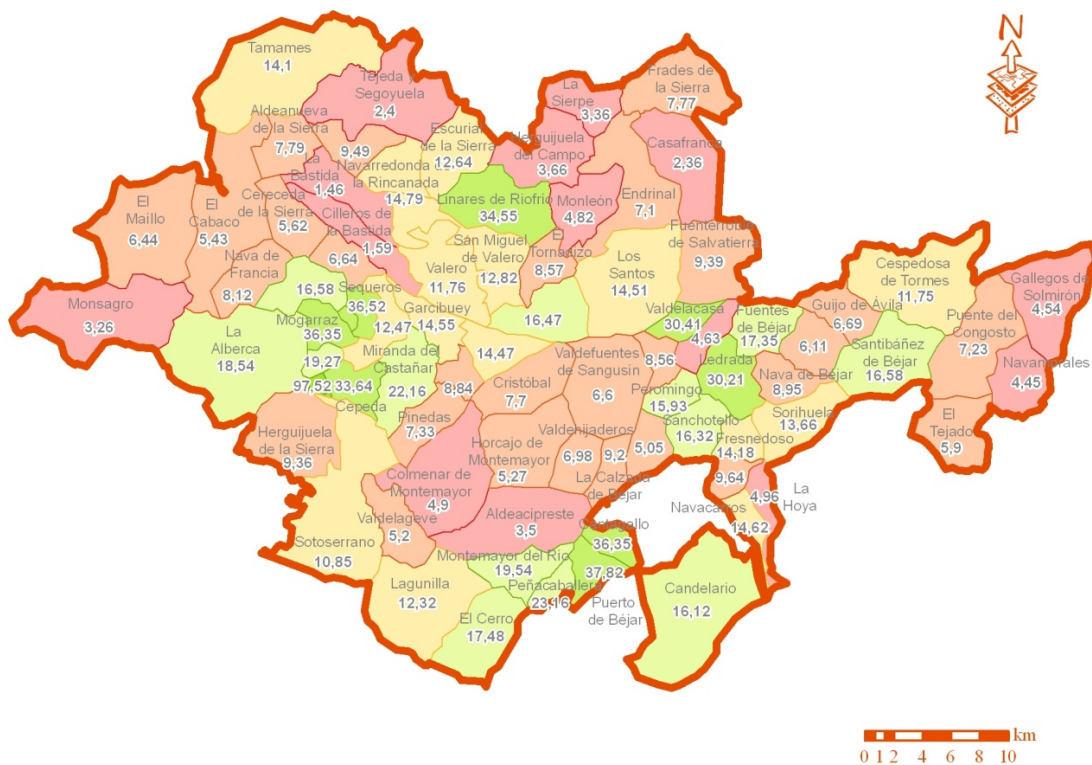 N
Tamames
14,1
Tejeda y
Segoyuela
2,4
Frades de
la Sierra
7,77
La
Sierpe
3,36
Aldeanueva
de la Sierra
7,79
9,49
Escurial
de la Sierra
12,64
Herguijuela
del Campo
3,66
Casafranca
2,36
La
Bastida
1,46
Navarredonda de
la Rincanada
14,79
Linares de Riofrío
34,55
Monleón
4,82
Endrinal
7,1
El
Maillo
6,44
El
Cabaco
5,43
Cereceda
de la Sierra
5,62
Cilleros de
la Bastida
1,59
6,64
San Miguel
de Valero
12,82
El
Tornadizo
8,57
Fuenterroble
de Salvatierra
9,39
Nava de
Francia
8,12
Valero
11,76
Los
Santos
14,51
Cespedosa
de Tormes
11,75
Gallegos de
Solmirón
4,54
Monsagro
3,26
16,58
Sequeros
36,52
Garcibuey
14,55
16,47
Valdelacasa
30,41
4,63
Fuentes
de Béjar
17,35
Guijo de Ávila
6,69
6,11
Puente del
Congosto
7,23
Mogarraz
36,35
12,47
La
Alberca
18,54
19,27
Miranda del
Castañar
22,16
14,47
Valdefuentes
de Sangusín
6,6
8,56
Ledrada
30,21
Santibáñez
de Béjar
16,58
Navamorales
4,45
97,52
33,64
Cepeda
8,84
Cristóbal
7,7
Peromingo
15,93
Nava de Béjar
8,95
Pinedas
7,33
Sanchotello
16,32
Sorihuela
13,66
El
Tejado
5,9
Herguijuela
de la Sierra
9,36
Horcajo de
Montemayor
5,27
Valdehijaderos
6,98
9,2
5,05
Fresnedoso
14,18
Colmenar de
Montemayor
4,9
La Calzada
de Béjar
9,64
4,96
La
Hoya
Valdelageve
5,2
Aldeacipreste
3,5
Cantagallo
36,35
Navacarros
14,62
Sotoserrano
10,85
Montemayor del Río
19,54
Peñacaballera
23,16
37,82
Puerto
de Béjar
Candelario
16,12
Lagunilla
12,32
El Cerro
17,48
km
0 1 2 4 6 8 10